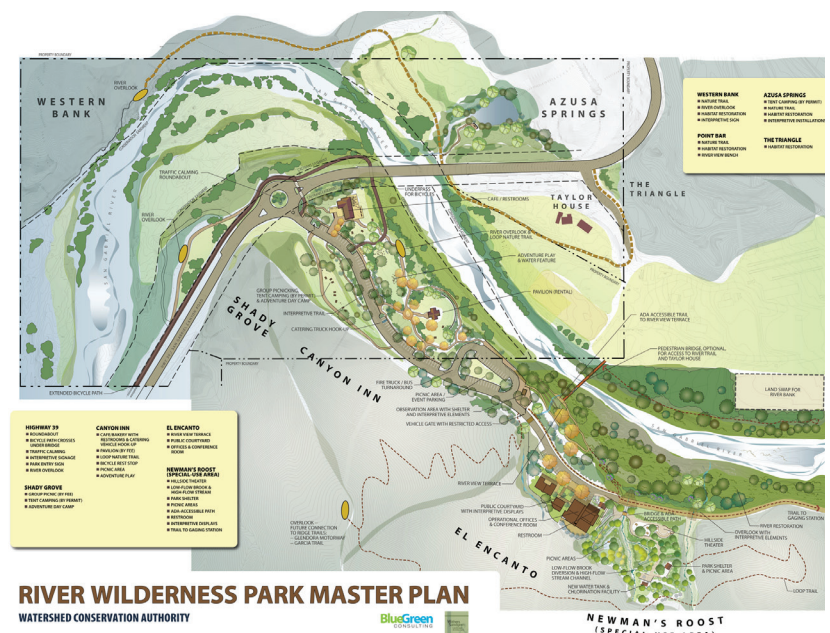 PROPERTY BOUNDARY
RIVER
OVERLOOK
WESTERN
BANK
AZUSA
SPRINGS
WESTERN BANK
NATURE TRAIL
RIVER OVERLOOK
HABITAT RESTORATION
INTERPRETIVE SIGN
POINT BAR
NATURE TRAIL
HABITAT RESTORATION
RIVER VIEW BENCH
AZUSA SPRINGS
TENT CAMPING (BY PERMIT)
NATURE TRAIL
HABITAT RESTORATION
INTERPRETIVE INSTALLATIONS
THE TRIANGLE
HABITAT RESTORATION
TRAFFIC CALMING
ROUNDABOUT
UNDERPASS
FOR BICYCLES
CAFE / RESTROOMS
TAYLOR
HOUSE
THE
TRIANGLE
RIVER
OVERLOOK
RIVER OVERLOOK &
LOOP NATURE TRAIL
ADVENTURE PLAY
& WATER FEATURE
PROPERTY BOUNDARY
PAVILION (RENTAL)
GROUP PICNICKING,
TENT CAMPING (BY PERMIT)
& ADVENTURE DAY CAMP
INTERPRETIVE TRAIL
CATERING TRUCK HOOK-UP
SHADY
GROVE
CANYON INN
ADA ACCESSIBLE TRAIL
TO RIVER VIEW TERRACE
PEDESTRIAN BRIDGE, OPTIONAL,
FOR ACCESS TO RIVER TRAIL
AND TAYLOR HOUSE
LAND SWAP FOR
RIVER BANK
PROPERTY BOUNDARY
EXTENDED BICYCLE PATH
FIRE TRUCK / BUS
TURNAROUND
PICNIC AREA /
EVENT PARKING
OBSERVATION AREA WITH SHELTER
AND INTERPRETIVE ELEMENTS
VEHICLE GATE WITH RESTRICTED ACCESS
HIGHWAY 39
ROUNDABOUT
BICYCLE PATH CROSSES
UNDER BRIDGE
TRAFFIC CALMING
INTERPRETIVE SIGNAGE
PARK ENTRY SIGN
RIVER OVERLOOK
SHADY GROVE
GROUP PICNIC (BY FEE)
TENT CAMPING (BY PERMIT)
ADVENTURE DAY CAMP
CANYON INN
CAFE/BAKERY WITH
RESTROOMS & CATERING
VEHICLE HOOK-UP
PAVILION (BY FEE)
LOOP NATURE TRAIL
BICYCLE REST STOP
PICNIC AREA
ADVENTURE PLAY
EL ENCANTO
RIVER VIEW TERRACE
PUBLIC COURTYARD
OFFICES & CONFERENCE
ROOM
NEWMAN'S ROOST
(SPECIAL-USE AREA)
HILLSIDE THEATER
LOW-FLOW BROOK &
HIGH-FLOW STREAM
PARK SHELTER
PICNIC AREAS
ADA-ACCESSIBLE PATH
RESTROOM
INTERPRETIVE DISPLAYS
TRAIL TO GAGING STATION
RIVER VIEW TERRACE
PUBLIC COURTYARD
WITH INTERPRETIVE DISPLAYS
OPERATIONAL OFFICES
& CONFERENCE ROOM
RESTROOM
EL ENCANTO
PICNIC AREAS
LOW-FLOW BROOK
DIVERSION & HIGH-FLOW
STREAM CHANNEL
NEW WATER TANK &
CHLORINATION FACILITY
TRAIL TO
GAGING STATION
RIVER RESTORATION
OVERLOOK WITH
INTERPRETIVE ELEMENTS
HILLSIDE
THEATER
PARK SHELTER
& PICNIC AREA
LOOP TRAIL
OVERLOOK -
FUTURE CONNECTION
TO RIDGE TRAILS:
- GLENDORA MOTORWAY
- GARCIA TRAIL
RIVER WILDERNESS PARK MASTER PLAN
WATERSHED CONSERVATION AUTHORITY
BlueGreen
CONSULTING
NEWMAN'S ROOST